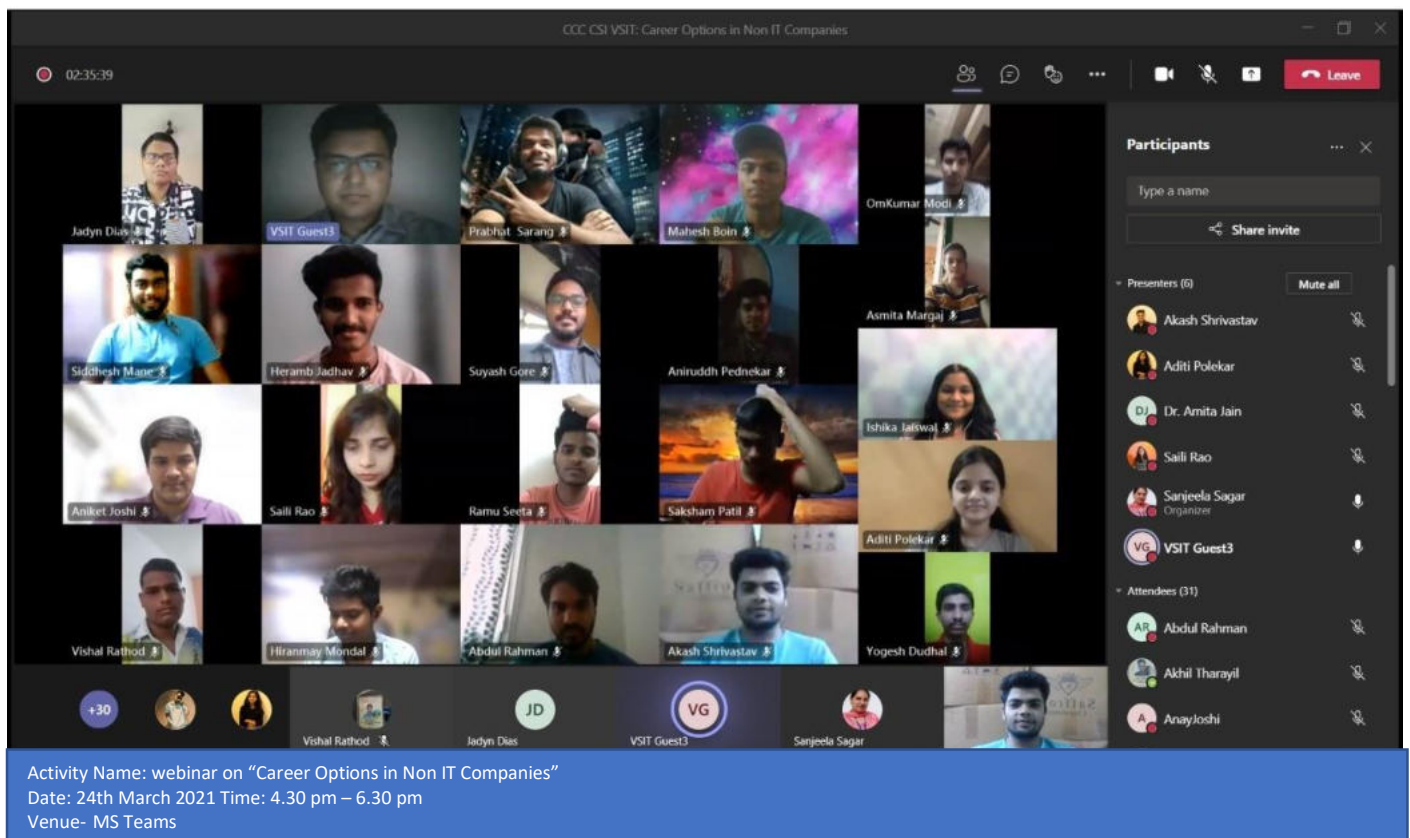 CCC CSI VSIT: Career Options in Non IT Companies
02:35:39
Leave
Jadyn Dias
VSIT Guest3
Prabhat Sarang
Mahesh Boin
OmKumar Modi
Asmita Margaj
Siddhesh Mane
Heramb Jadhav
Suyash Gore
Aniruddh Pednekar
Ishika Jaiswal
Aniket Joshi
Saili Rao
Ramu Seeta
Saksham Patil
Aditi Polekar
Vishal Rathod
Hiranmay Mondal
Abdul Rahman
Akash Shrivastav
Yogesh Dudhal
+30
Vishal Rathod
JD
Jadyn Dias
VG
VSIT Guest3
Sanjeela Sagar
Participants
Type a name
Share invite
Presenters (6)
Mute all
Akash Shrivastav
Aditi Polekar
DJ
Dr. Amita Jain
Saili Rao
Sanjeela Sagar
Organizer
VG
VSIT Guest3
Attendees (31)
AR
Abdul Rahman
Akhil Tharayil
A
AnayJoshi
Activity Name: webinar on “Career Options in Non IT Companies”
Date: 24th March 2021 Time: 4.30 pm – 6.30 pm
Venue- MS Teams